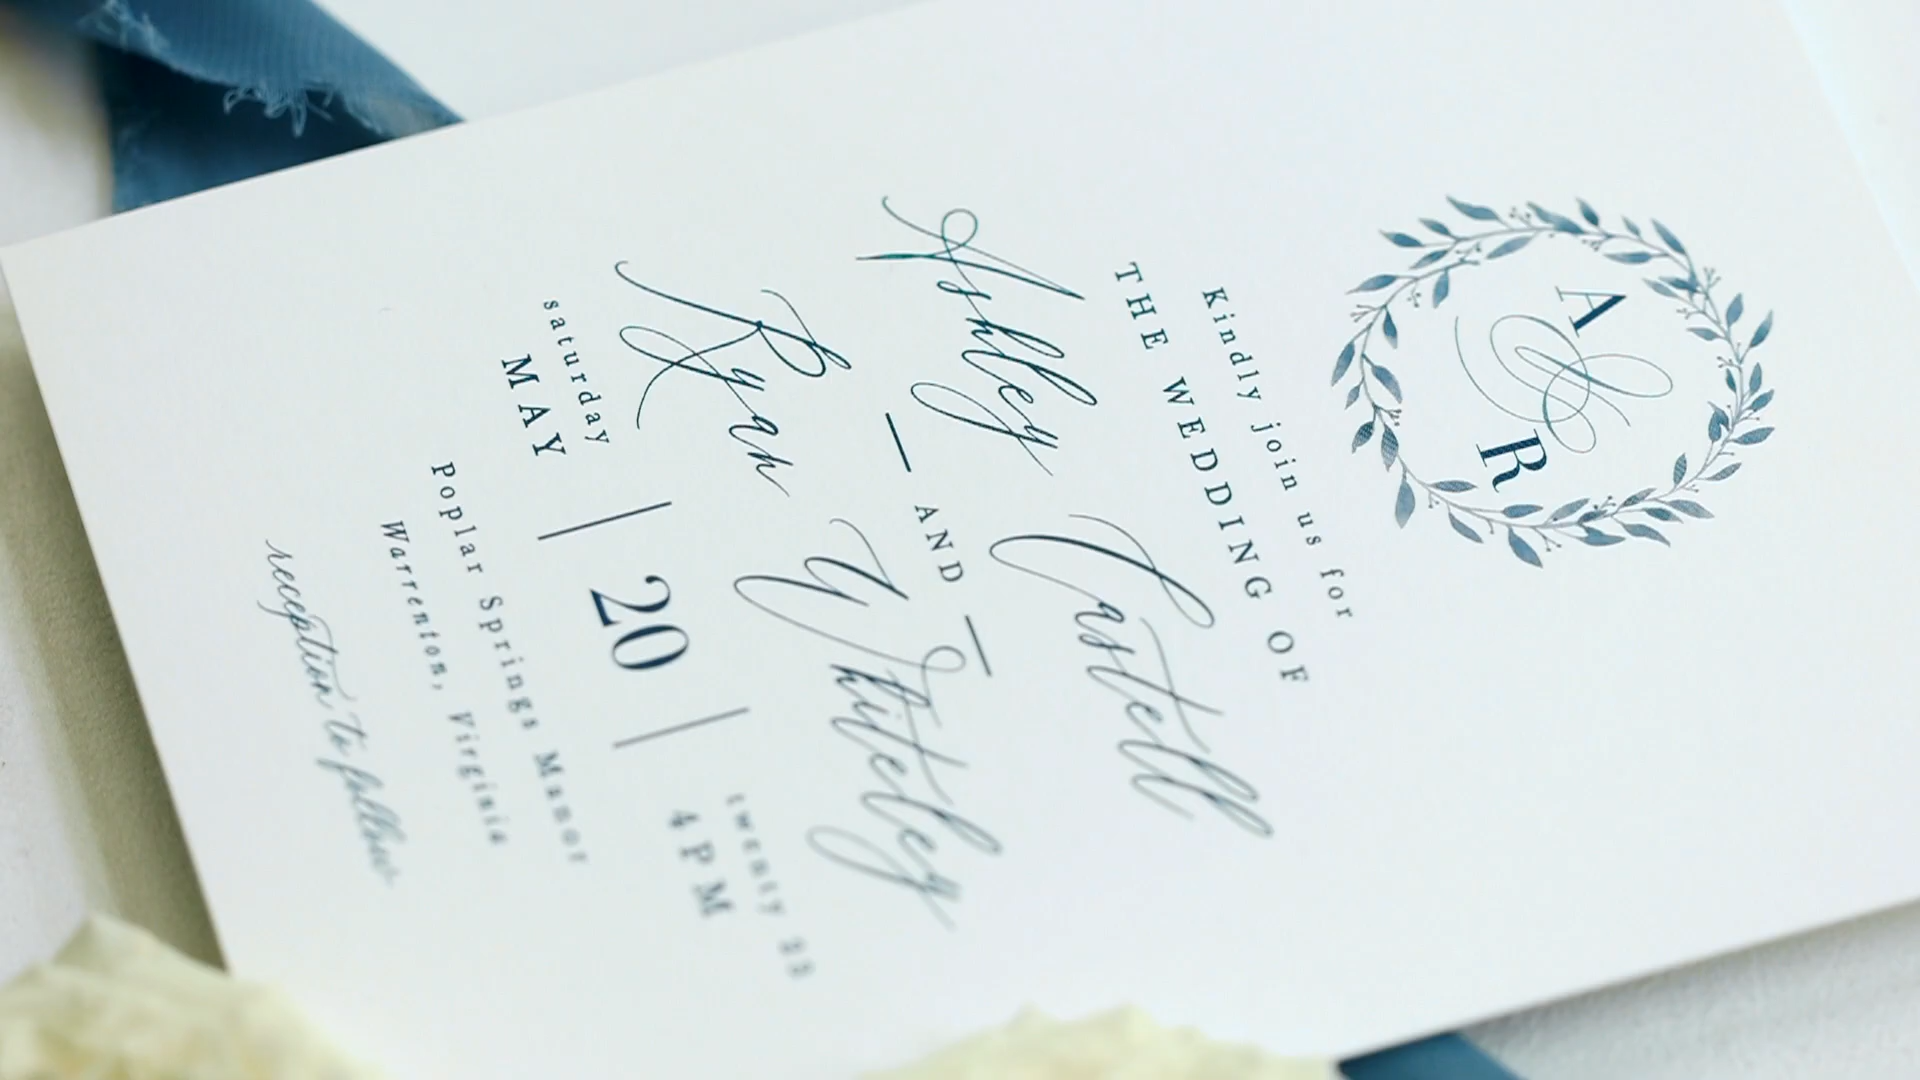 A
&
R
Kindly join us for
THE WEDDING OF
Ashley Castell
— AND —
Ryan Whitley
saturday
MAY | 20 | 4 PM
twenty 23
Poplar Springs Manor
Warrenton, Virginia
reception to follow